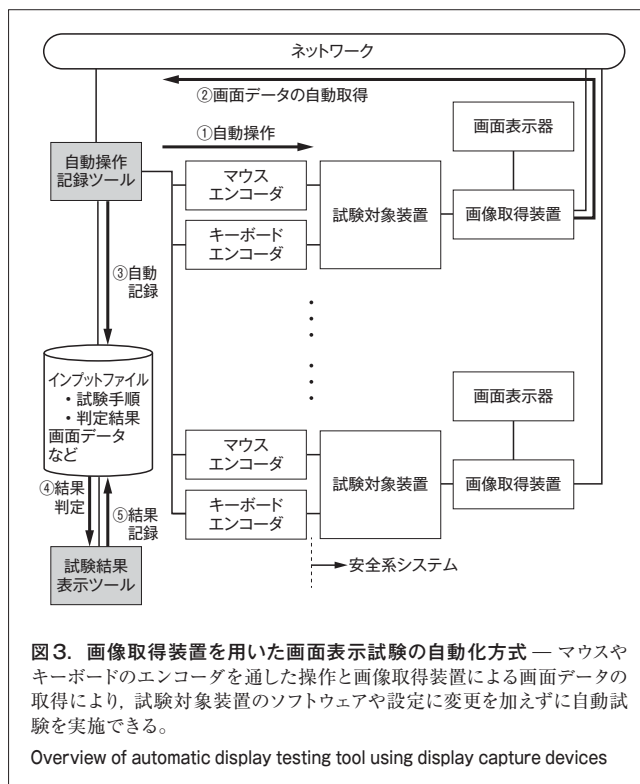 ネットワーク
②画面データの自動取得
①自動操作
画面表示器
自動操作
記録ツール
マウス
エンコーダ
試験対象装置
画像取得装置
キーボード
エンコーダ
③自動
記録
インプットファイル
・試験手順
・判定結果
画面データ
など
画面表示器
マウス
エンコーダ
試験対象装置
画像取得装置
キーボード
エンコーダ
④結果
判定
⑤結果
記録
試験結果
表示ツール
安全系システム
図3. 画像取得装置を用いた画面表示試験の自動化方式 — マウスや
キーボードのエンコーダを通した操作と画像取得装置による画面データの
取得により，試験対象装置のソフトウェアや設定に変更を加えずに自動試
験を実施できる。
Overview of automatic display testing tool using display capture devices